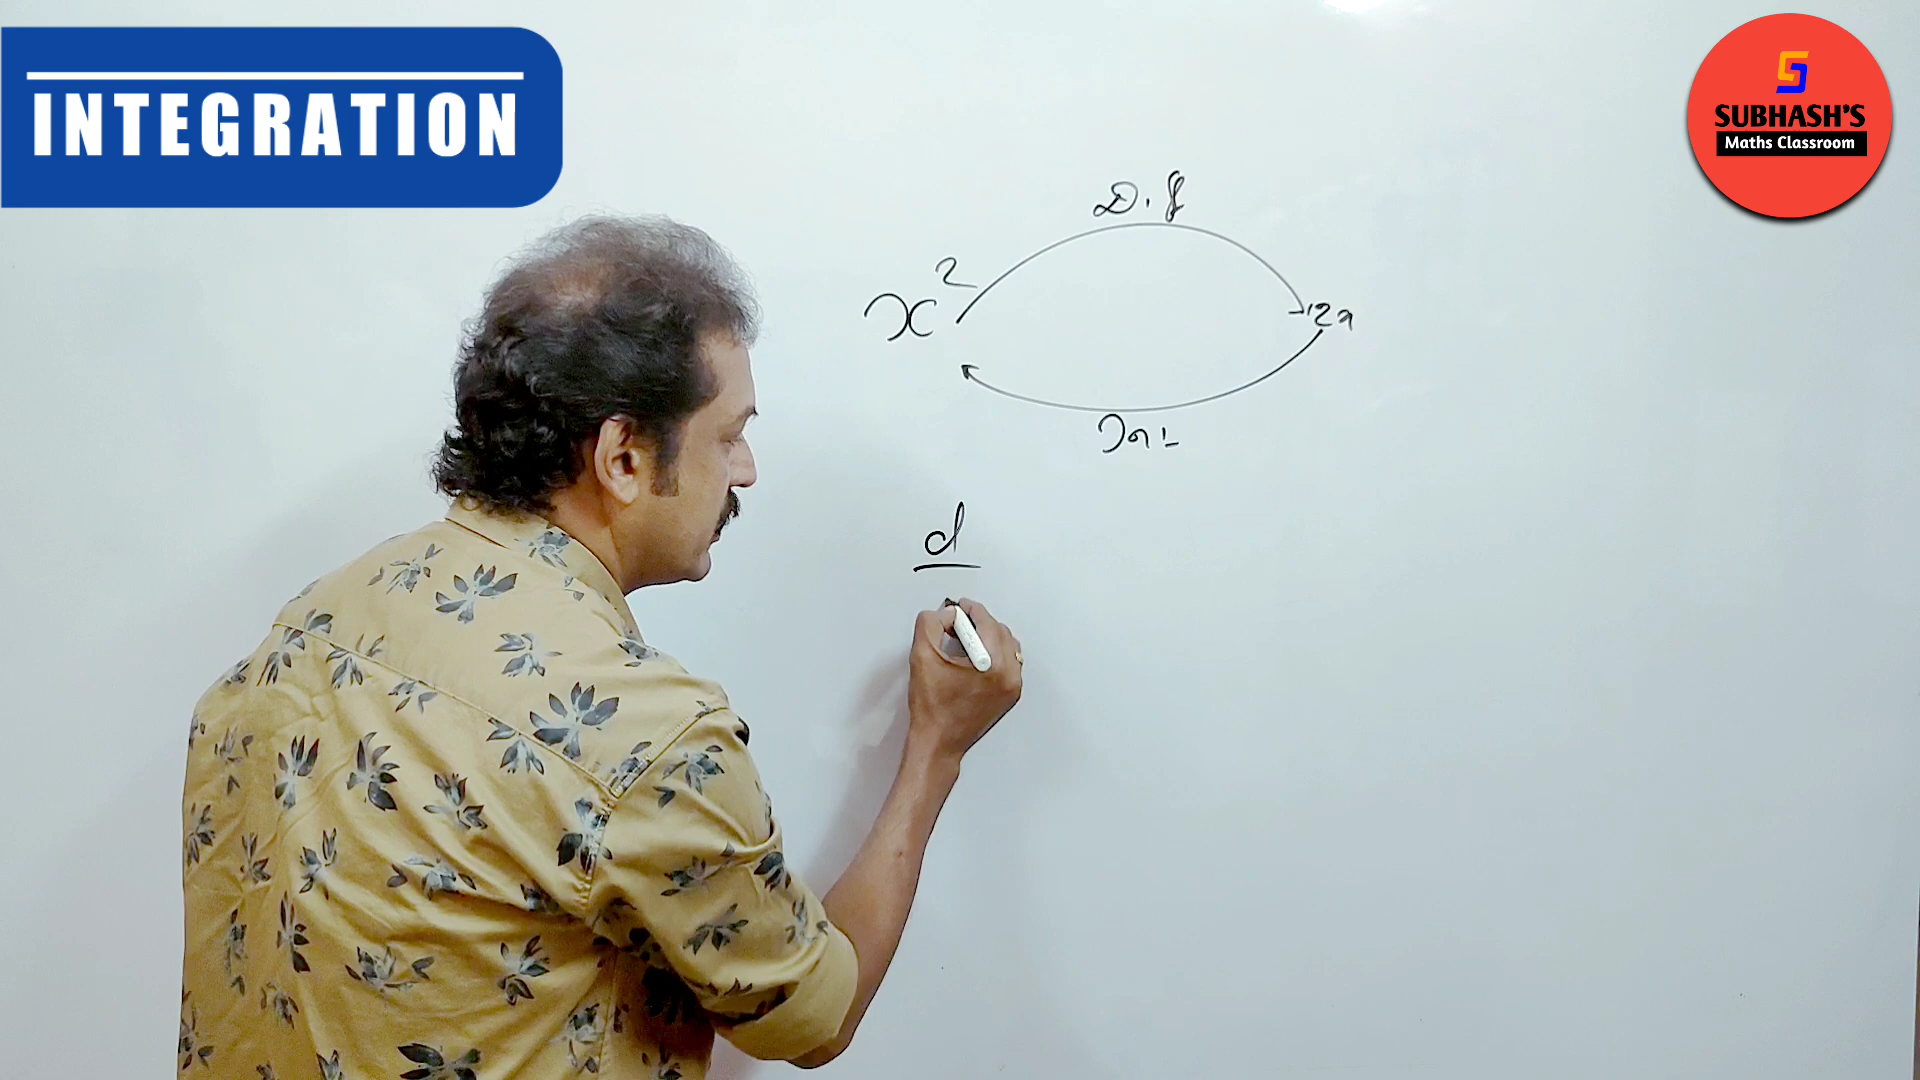 INTEGRATION
S
SUBHASH'S
Maths Classroom
D.f
x²
2x
Int
d